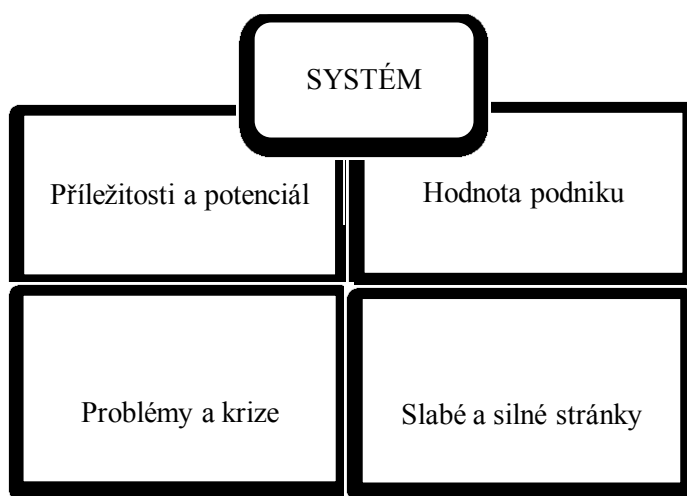 SYSTÉM
Příležitosti a potenciál
Hodnota podniku
Problémy a krize
Slabé a silné stránky